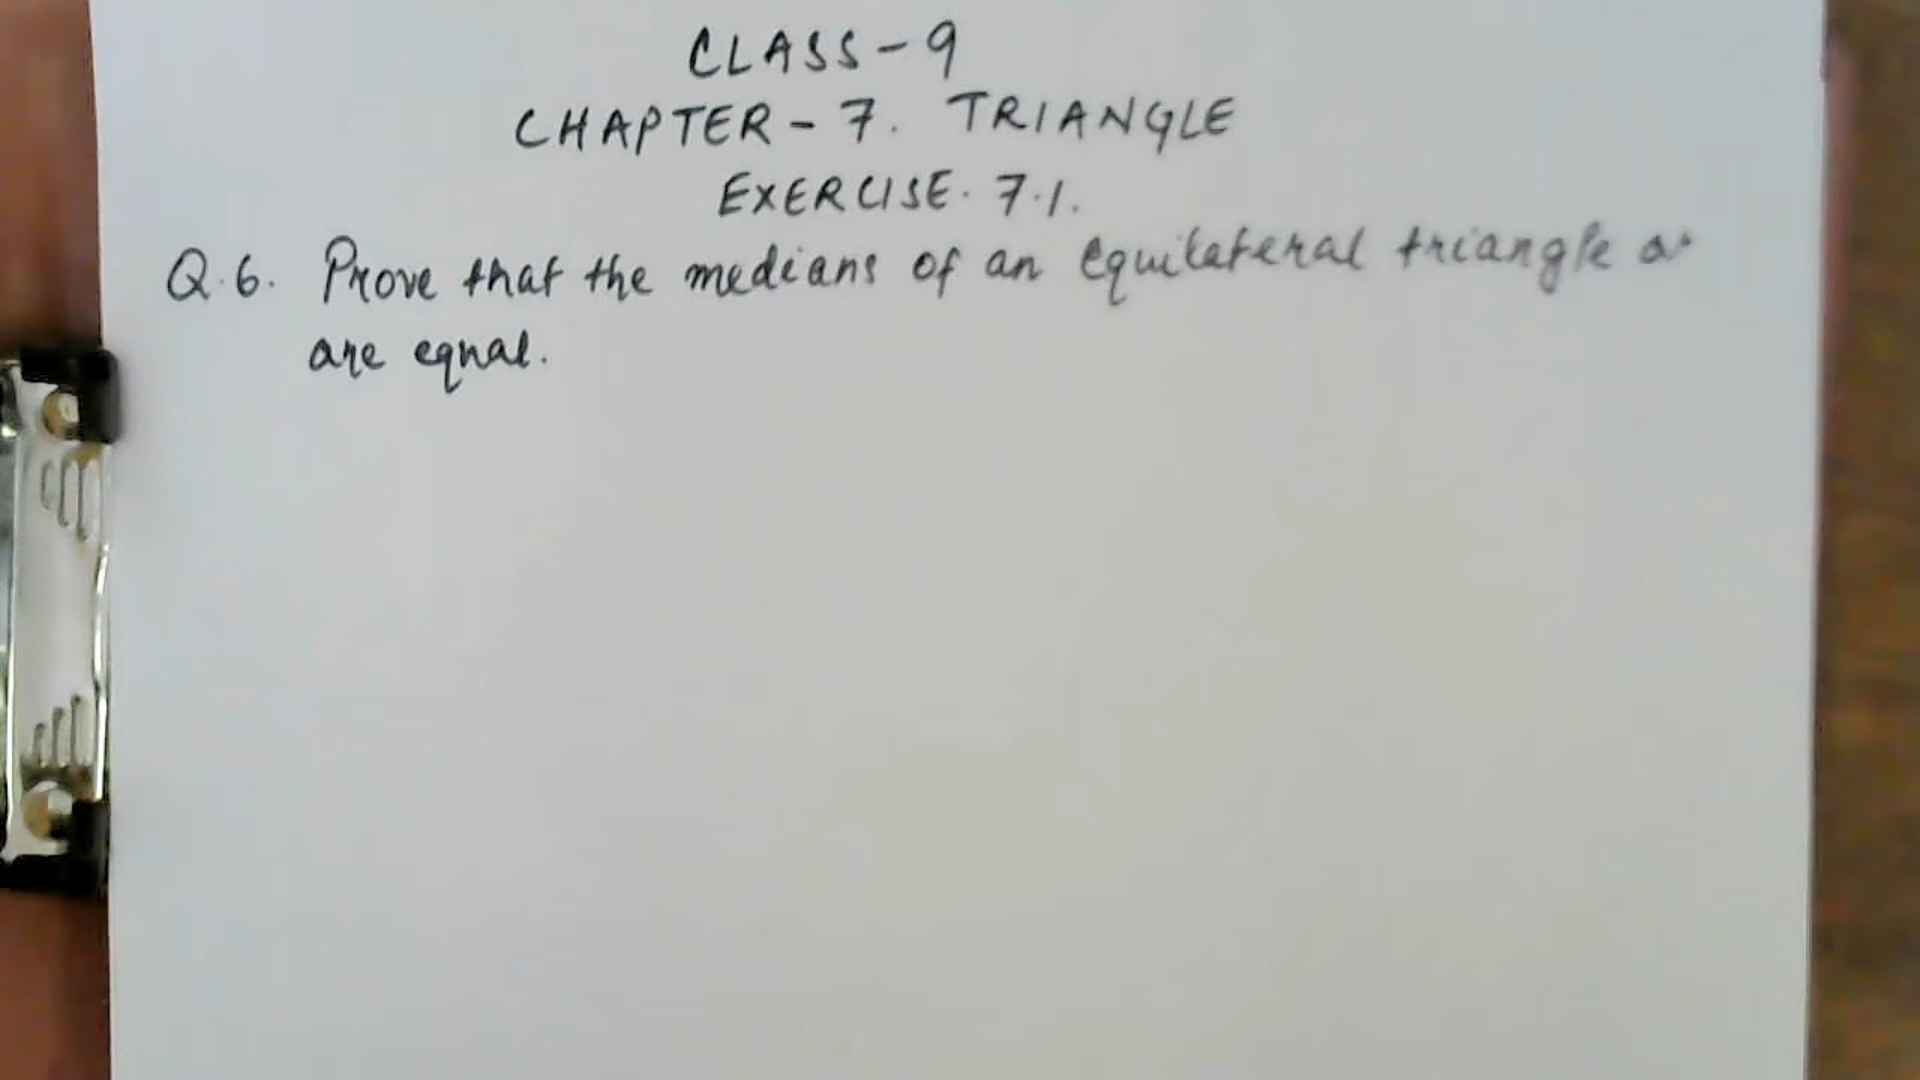 CLASS-9
CHAPTER-7. TRIANGLE
EXERCISE. 7.1.
Q.6. Prove that the medians of an equilateral triangle a
are equal.